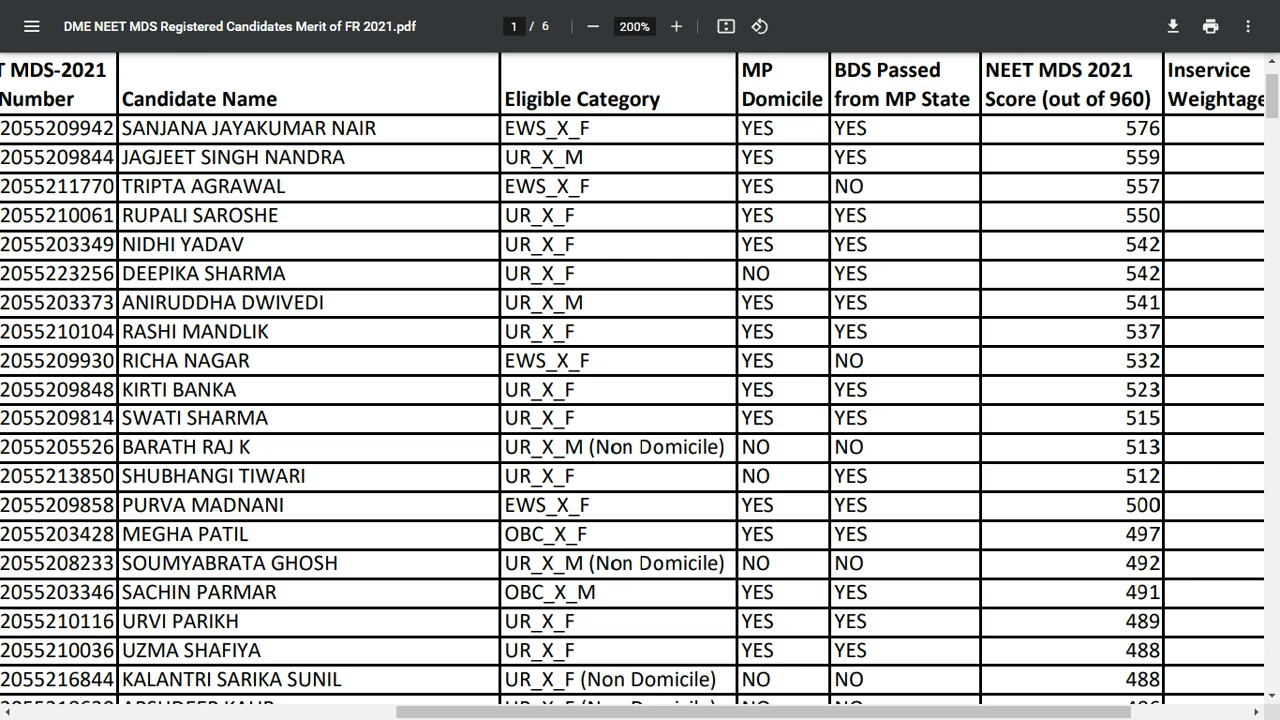 DME NEET MDS Registered Candidates Merit of FR 2021.pdf 1 / 6 200%
T MDS-2021 MP BDS Passed NEET MDS 2021 Inservice
Number Candidate Name Eligible Category Domicile from MP State Score (out of 960) Weightage
2055209942 SANJANA JAYAKUMAR NAIR EWS_X_F YES YES 576
2055209844 JAGJEET SINGH NANDRA UR_X_M YES YES 559
2055211770 TRIPTA AGRAWAL EWS_X_F YES NO 557
2055210061 RUPALI SAROSHE UR_X_F YES YES 550
2055203349 NIDHI YADAV UR_X_F YES YES 542
2055223256 DEEPIKA SHARMA UR_X_F NO YES 542
2055203373 ANIRUDDHA DWIVEDI UR_X_M YES YES 541
2055210104 RASHI MANDLIK UR_X_F YES YES 537
2055209930 RICHA NAGAR EWS_X_F YES NO 532
2055209848 KIRTI BANKA UR_X_F YES YES 523
2055209814 SWATI SHARMA UR_X_F YES YES 515
2055205526 BARATH RAJ K UR_X_M (Non Domicile) NO NO 513
2055213850 SHUBHANGI TIWARI UR_X_F NO YES 512
2055209858 PURVA MADNANI EWS_X_F YES YES 500
2055203428 MEGHA PATIL OBC_X_F YES YES 497
2055208233 SOUMYABRATA GHOSH UR_X_M (Non Domicile) NO NO 492
2055203346 SACHIN PARMAR OBC_X_M YES YES 491
2055210116 URVI PARIKH UR_X_F YES YES 489
2055210036 UZMA SHAFIYA UR_X_F YES YES 488
2055216844 KALANTRI SARIKA SUNIL UR_X_F (Non Domicile) NO NO 488